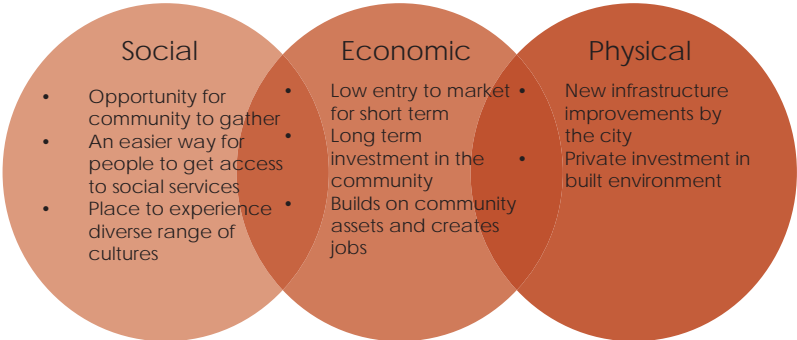 Social
• Opportunity for
community to gather
• An easier way for
people to get access
to social services
• Place to experience
diverse range of
cultures
Economic
• Low entry to market
for short term
• Long term
investment in the
community
• Builds on community
assets and creates
jobs
Physical
• New infrastructure
improvements by
the city
• Private investment in
built environment